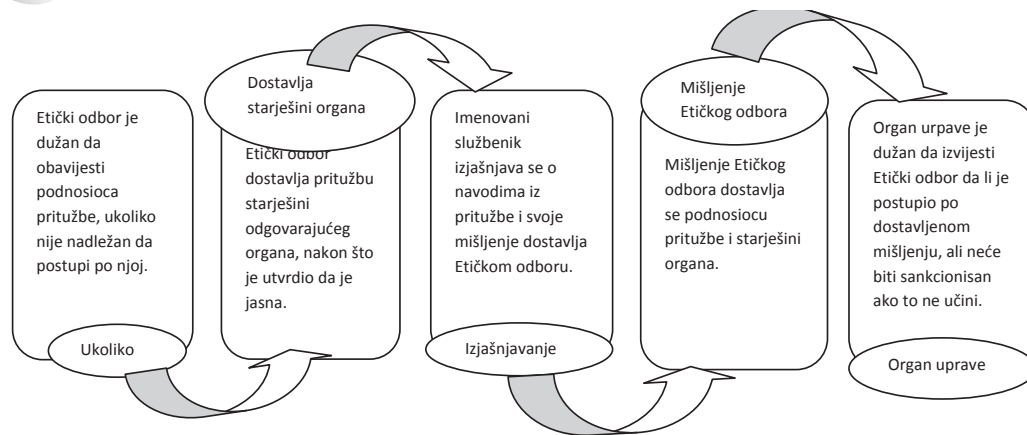 Etički odbor je
dužan da
obavijesti
podnosioca
pritužbe, ukoliko
nije nadležan da
postupi po njoj.
Ukoliko
Dostavlja
starješini organa
Etički odbor
dostavlja pritužbu
starješini
odgovarajućeg
organa, nakon što
je utvrdio da je
jasna.
Imenovani
službenik
izjašnjava se o
navodima iz
pritužbe i svoje
mišljenje dostavlja
Etičkom odboru.
Izjašnjavanje
Mišljenje
Etičkog odbora
Mišljenje Etičkog
odbora dostavlja
se podnosiocu
pritužbe i starješini
organa.
Organ urpave je
dužan da izvijesti
Etički odbor da li je
postupio po
dostavljenom
mišljenju, ali neće
biti sankcionisan
ako to ne učini.
Organ uprave